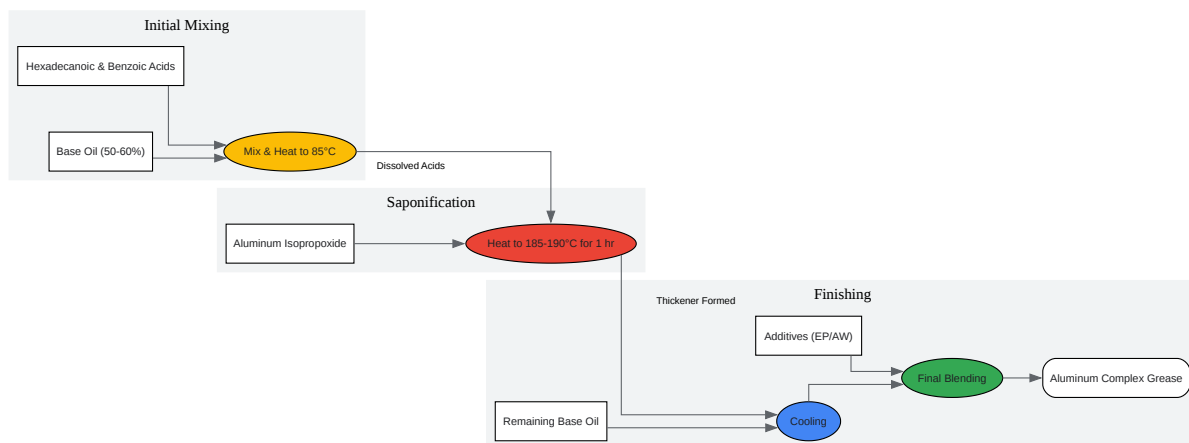 Initial Mixing
Hexadecanoic & Benzoic Acids
Base Oil (50-60%)
Mix & Heat to 85°C
Dissolved Acids
Saponification
Aluminum Isopropoxide
Heat to 185-190°C for 1 hr
Thickener Formed
Finishing
Additives (EP/AW)
Final Blending
Aluminum Complex Grease
Remaining Base Oil
Cooling